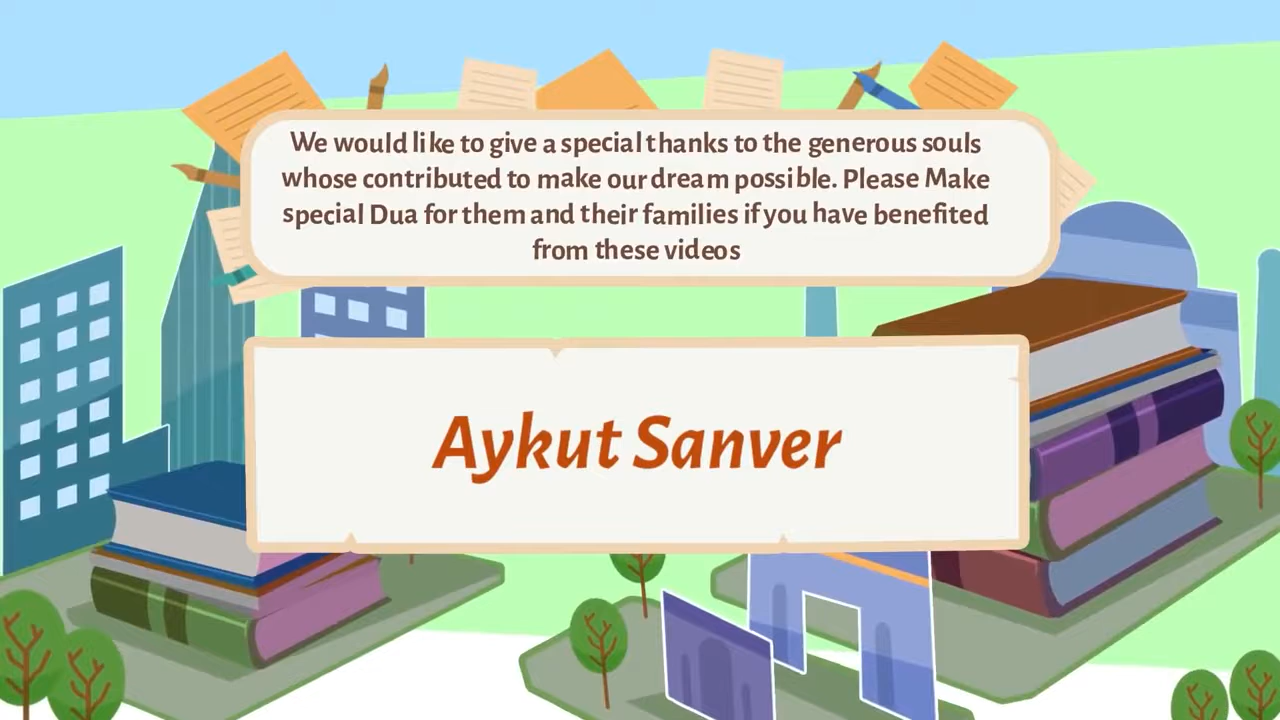 We would like to give a special thanks to the generous souls
whose contributed to make our dream possible. Please Make
special Dua for them and their families if you have benefited
from these videos
Aykut Sanver